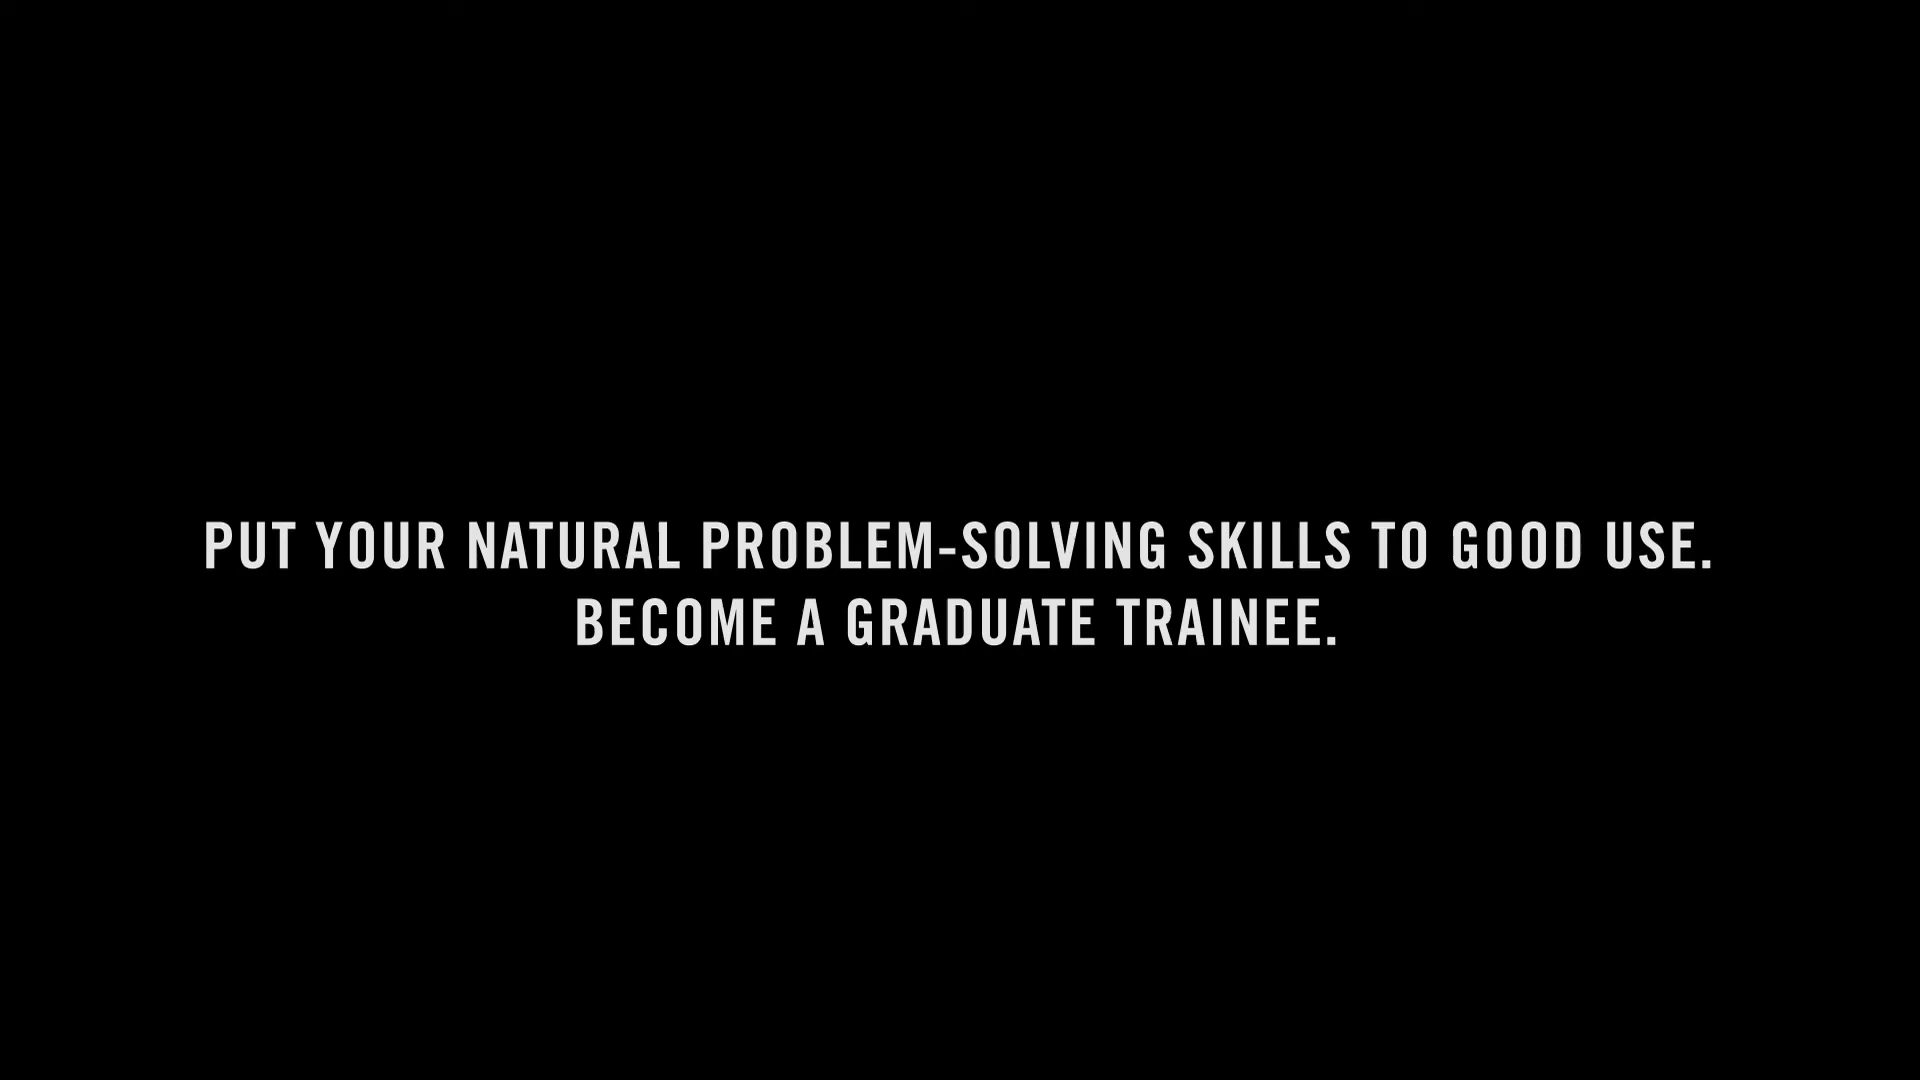 PUT YOUR NATURAL PROBLEM-SOLVING SKILLS TO GOOD USE.
BECOME A GRADUATE TRAINEE.